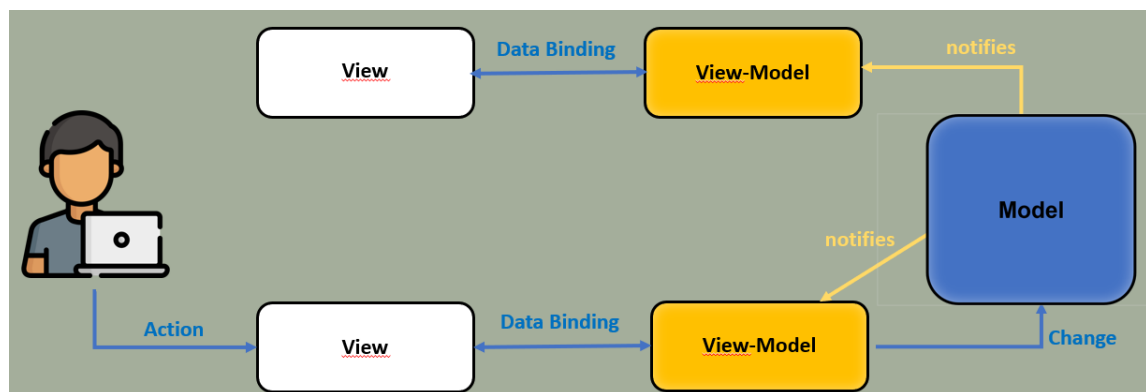 View
Data Binding
View-Model
notifies
Model
notifies
Action
View
Data Binding
View-Model
Change